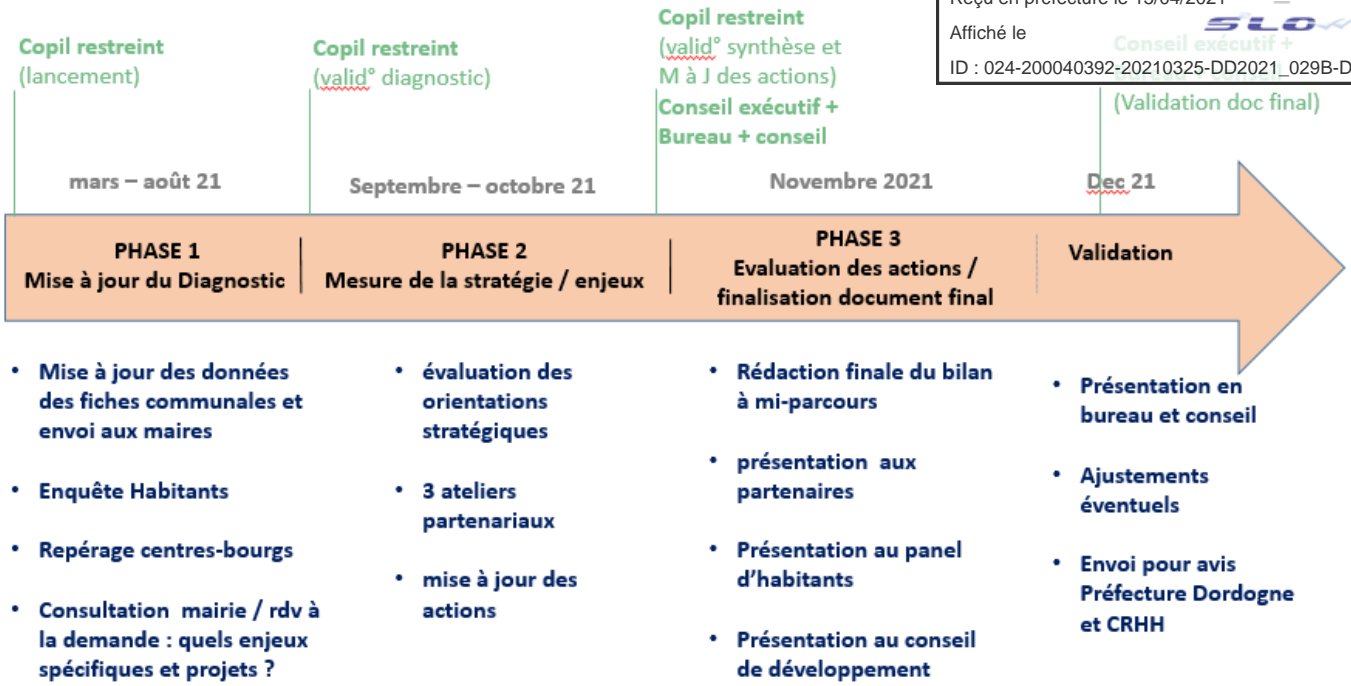 Reçu en préfecture le 15/04/2021
Affiché le
SLO
ID : 024-200040392-20210325-DD2021_029B-D
Copil restreint
(lancement)
Copil restreint
(valid° diagnostic)
Copil restreint
(valid° synthèse et
M à J des actions)
Conseil exécutif +
Bureau + conseil
Conseil exécutif +
(Validation doc final)
mars – août 21
Septembre – octobre 21
Novembre 2021
Dec 21
PHASE 1
Mise à jour du Diagnostic
PHASE 2
Mesure de la stratégie / enjeux
PHASE 3
Evaluation des actions /
finalisation document final
Validation
• Mise à jour des données
des fiches communales et
envoi aux maires
• Enquête Habitants
• Repérage centres-bourgs
• Consultation mairie / rdv à
la demande : quels enjeux
spécifiques et projets ?
• évaluation des
orientations
stratégiques
• 3 ateliers
partenariaux
• mise à jour des
actions
• Rédaction finale du bilan
à mi-parcours
• présentation aux
partenaires
• Présentation au panel
d'habitants
• Présentation au conseil
de développement
• Présentation en
bureau et conseil
• Ajustements
éventuels
• Envoi pour avis
Préfecture Dordogne
et CRHH